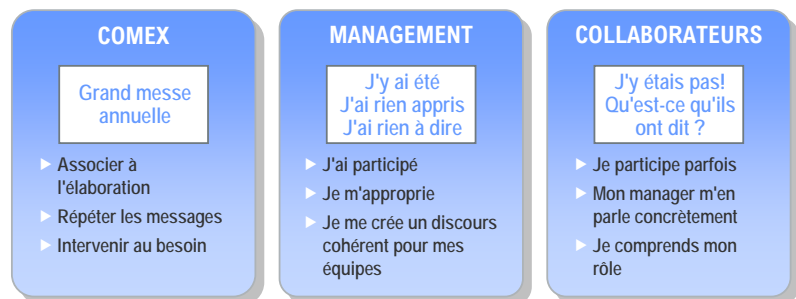 COMEX
Grand messe
annuelle
Associer à
l'élaboration
Répéter les messages
Intervenir au besoin
MANAGEMENT
J'y ai été
J'ai rien appris
J'ai rien à dire
J'ai participé
Je m'approprie
Je me crée un discours
cohérent pour mes
équipes
COLLABORATEURS
J'y étais pas!
Qu'est-ce qu'ils
ont dit ?
Je participe parfois
Mon manager m'en
parle concrètement
Je comprends mon
rôle